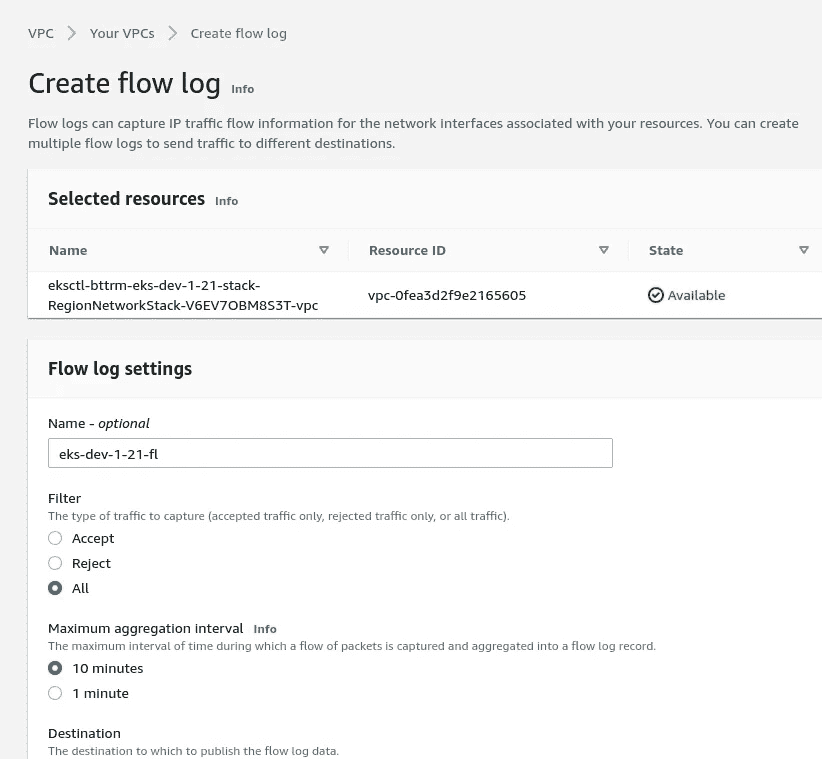 VPC > Your VPCs > Create flow log
Create flow log Info
Flow logs can capture IP traffic flow information for the network interfaces associated with your resources. You can create
multiple flow logs to send traffic to different destinations.
Selected resources Info
Name Resource ID State
eksctl-bttrm-eks-dev-1-21-stack-
RegionNetworkStack-V6EV7OBM8S3T-vpc vpc-0fea3d2f9e2165605 Available
Flow log settings
Name - optional
eks-dev-1-21-fl
Filter
The type of traffic to capture (accepted traffic only, rejected traffic only, or all traffic).
Accept
Reject
All
Maximum aggregation interval Info
The maximum interval of time during which a flow of packets is captured and aggregated into a flow log record.
10 minutes
1 minute
Destination
The destination to which to publish the flow log data.